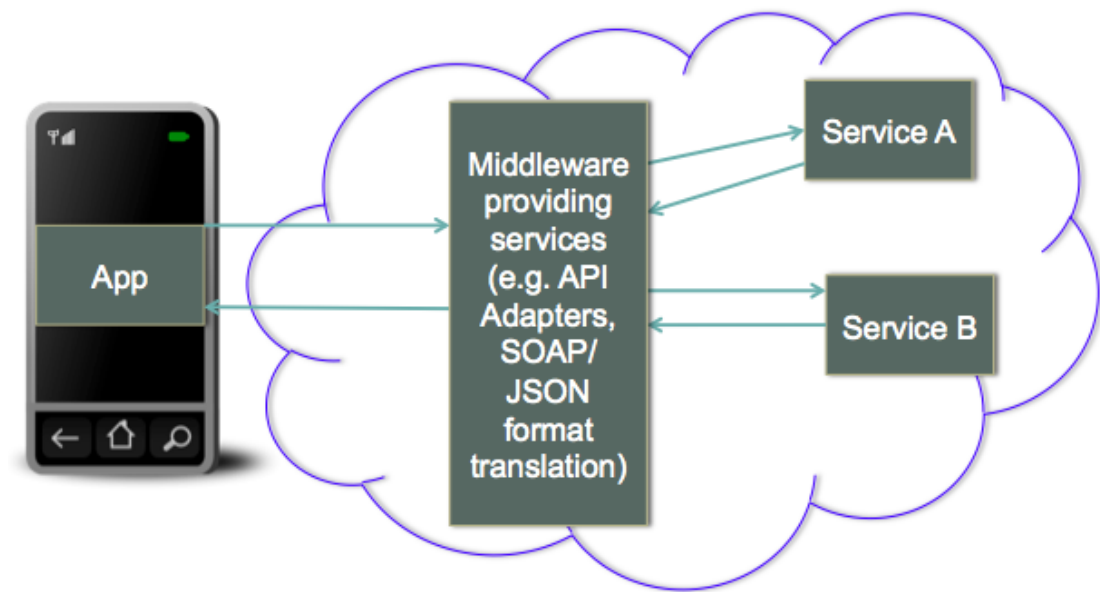 App
Middleware
providing
services
(e.g. API
Adapters,
SOAP/
JSON
format
translation)
Service A
Service B